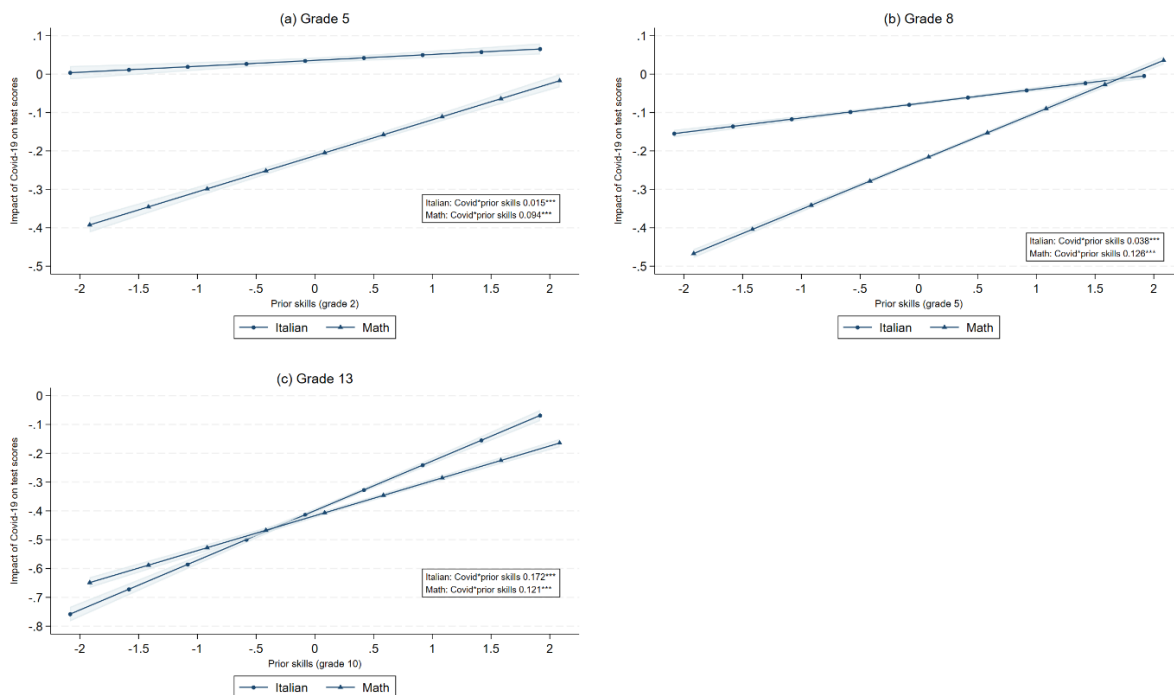 (a) Grade 5
Impact of Covid-19 on test scores
.1
0
-.1
-.2
-.3
-.4
-.5
Italian: Covid*prior skills 0.015***
Math: Covid*prior skills 0.094***
-2 -1.5 -1 -.5 0 .5 1 1.5 2
Prior skills (grade 2)
Italian Math
(b) Grade 8
Impact of Covid-19 on test scores
.1
0
-.1
-.2
-.3
-.4
-.5
Italian: Covid*prior skills 0.038***
Math: Covid*prior skills 0.126***
-2 -1.5 -1 -.5 0 .5 1 1.5 2
Prior skills (grade 5)
Italian Math
(c) Grade 13
Impact of Covid-19 on test scores
0
-.1
-.2
-.3
-.4
-.5
-.6
-.7
-.8
Italian: Covid*prior skills 0.172***
Math: Covid*prior skills 0.121***
-2 -1.5 -1 -.5 0 .5 1 1.5 2
Prior skills (grade 10)
Italian Math